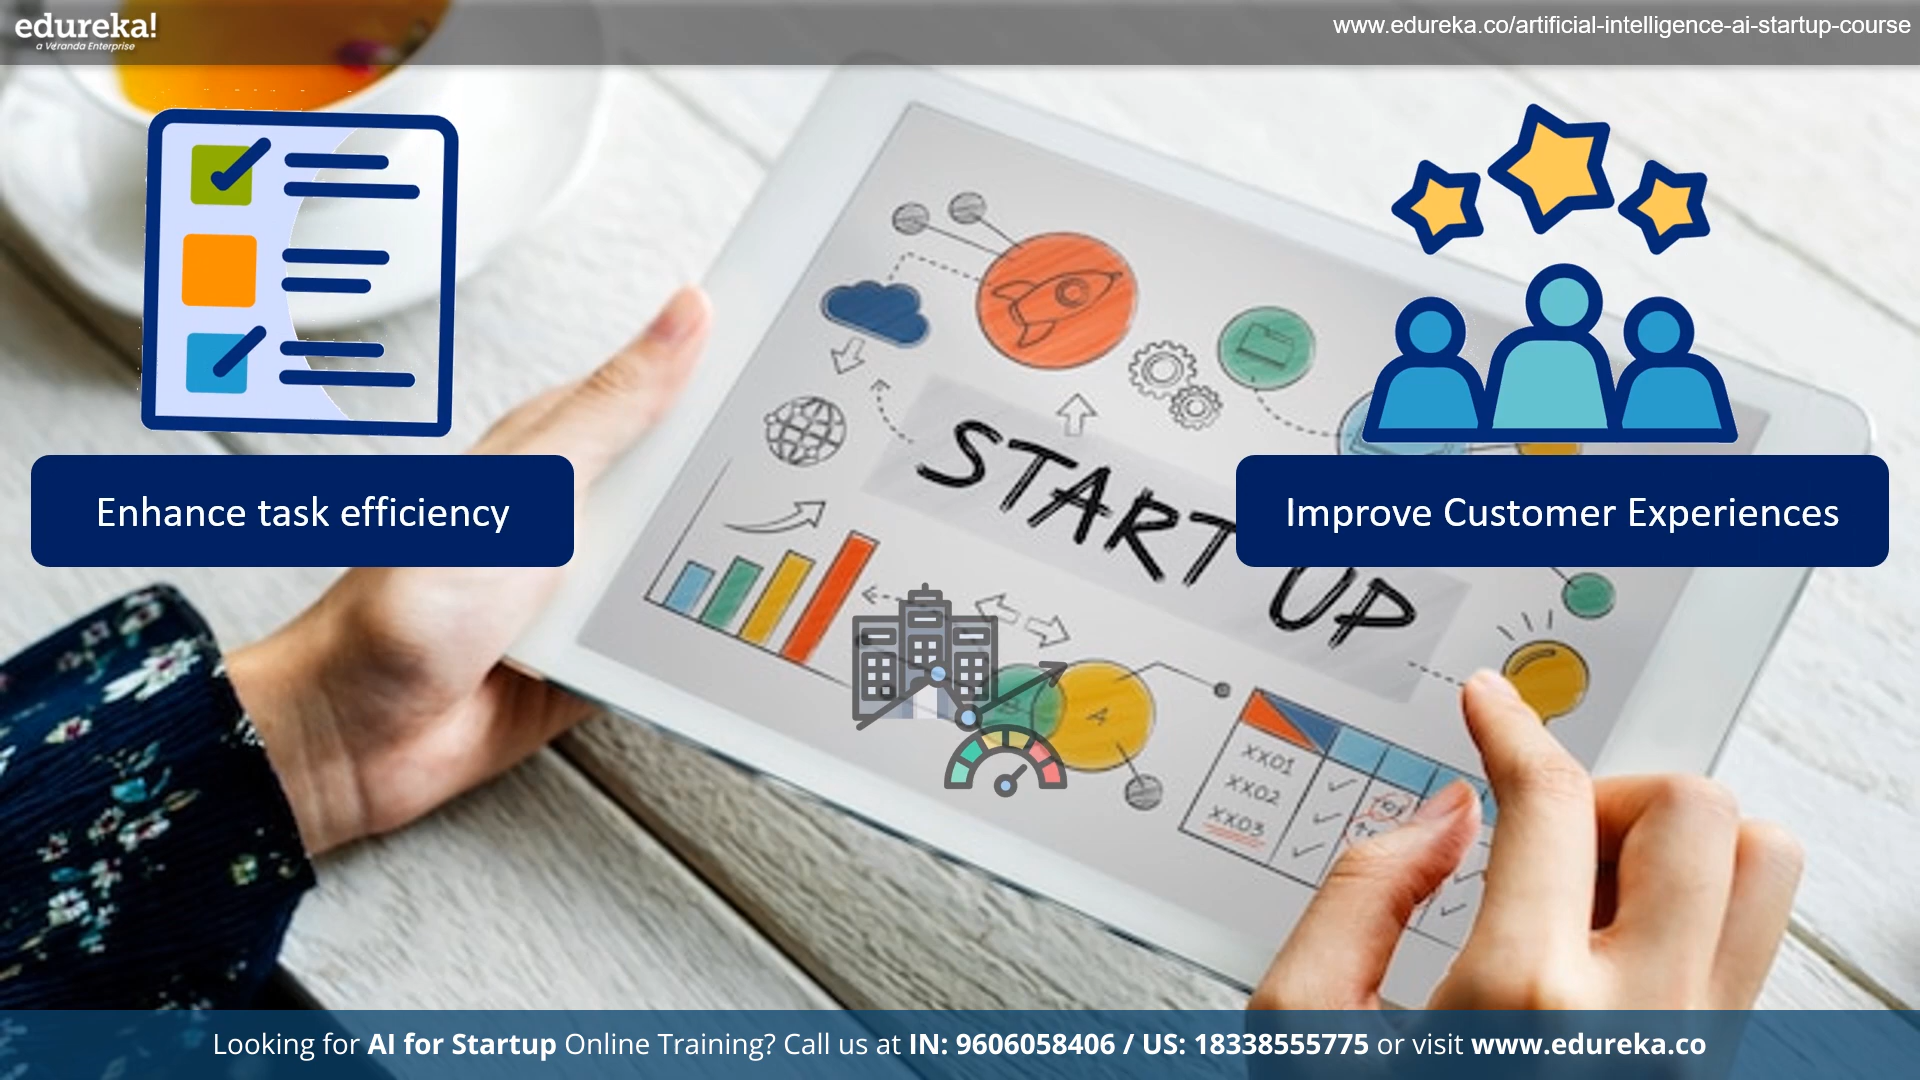 edureka!
a Veranda Enterprise
www.edureka.co/artificial-intelligence-ai-startup-course
START UP
Enhance task efficiency
Improve Customer Experiences
A
XX01
XX02
XX03
Looking for AI for Startup Online Training? Call us at IN: 9606058406 / US: 18338555775 or visit www.edureka.co